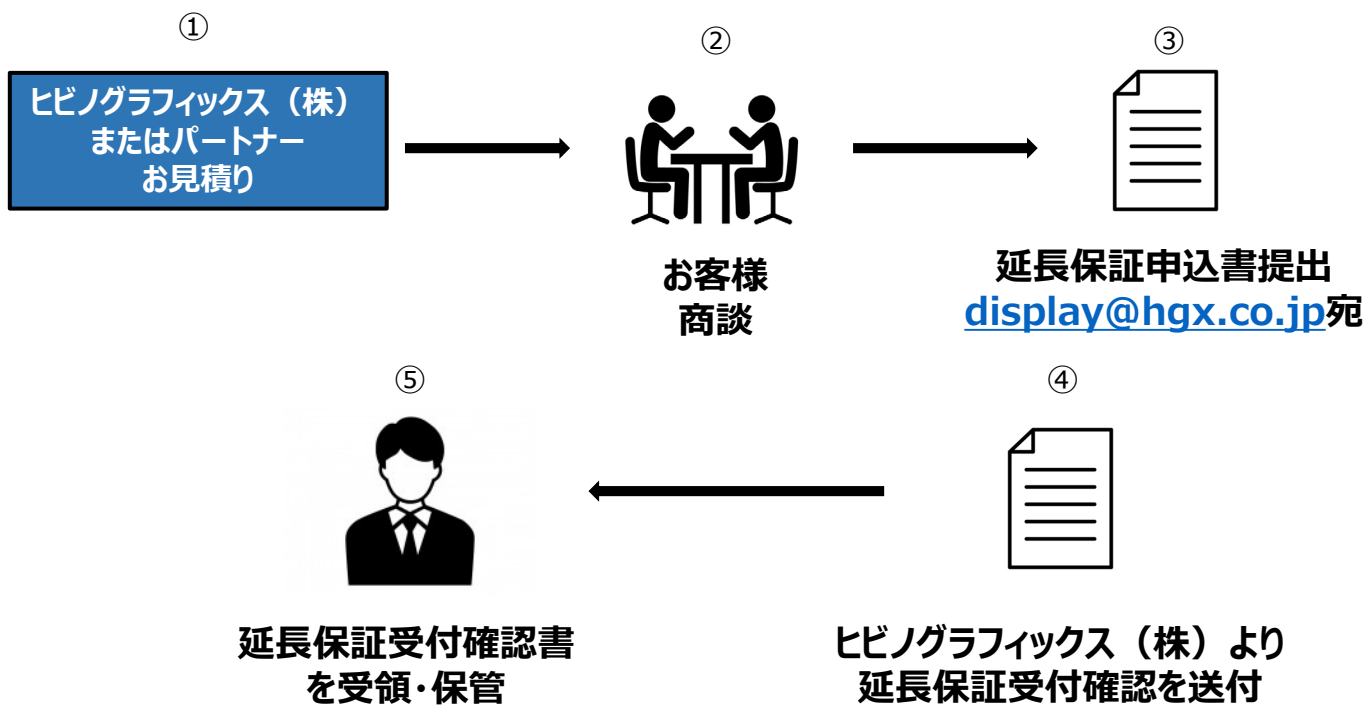 ①
ヒビノグラフィックス（株）
またはパートナー
お見積り
②
お客様
商談
③
延長保証申込書提出
display@hgx.co.jp宛
④
ヒビノグラフィックス（株）より
延長保証受付確認を送付
⑤
延長保証受付確認書
を受領・保管